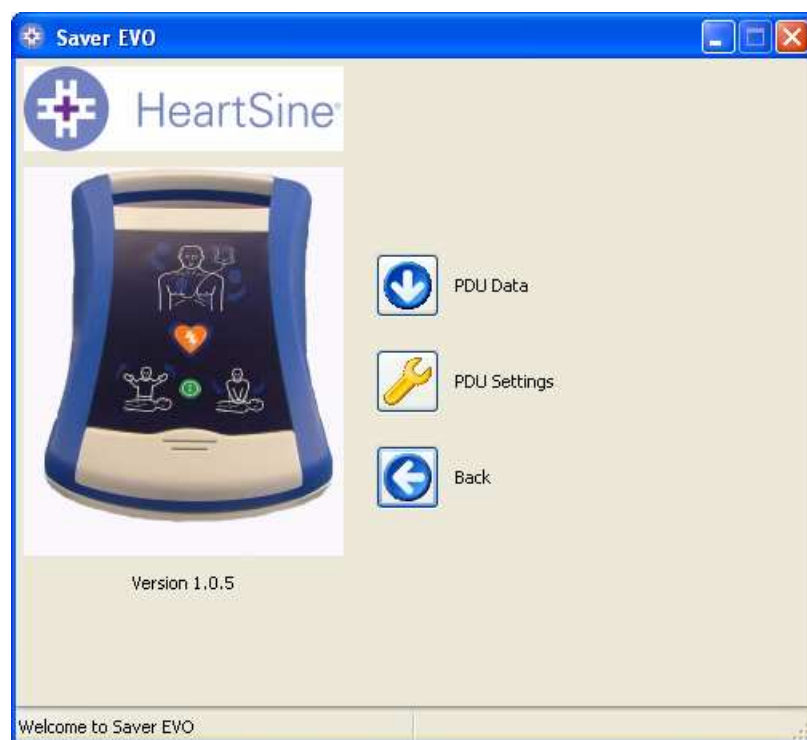 Saver EVO
HeartSine®
PDU Data
PDU Settings
Back
Version 1.0.5
Welcome to Saver EVO